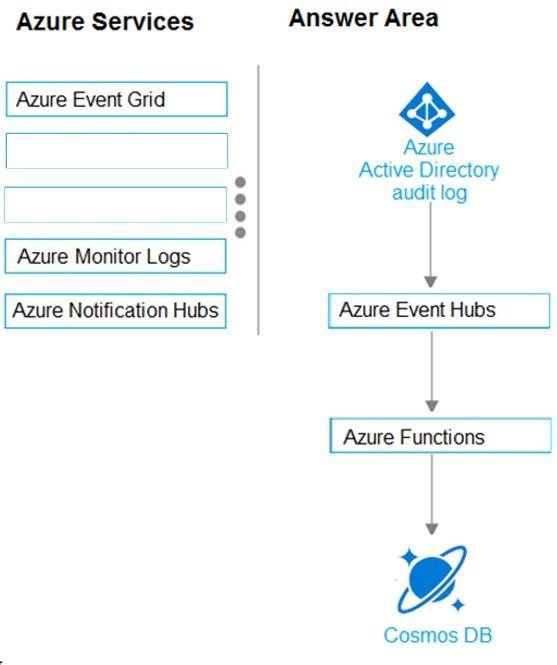 Azure Services
Answer Area
Azure Event Grid
Azure Monitor Logs
Azure Notification Hubs
Azure
Active Directory
audit log
Azure Event Hubs
Azure Functions
Cosmos DB